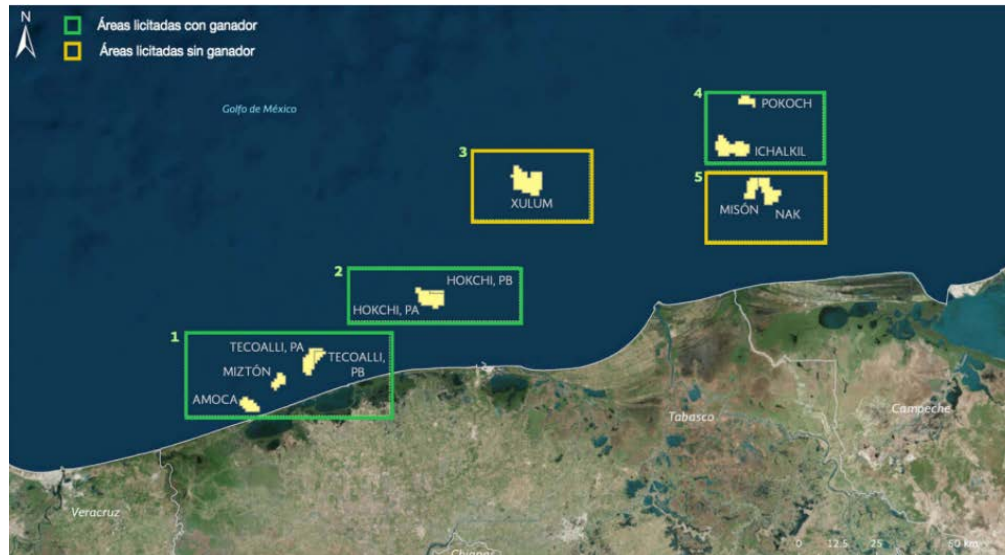 N
Áreas licitadas con ganador
Áreas licitadas sin ganador
Golfo de México
4
POKOCH
ICHALKIL
3
XULUM
5
MISÓN
NAK
2
HOKCHI, PB
HOKCHI, PA
1
TECOALLI, PA
TECOALLI,
PB
MIZTÓN
AMOCA
Tabasco
Campeche
Veracruz
Chiapas
0 12.5 25 50 km